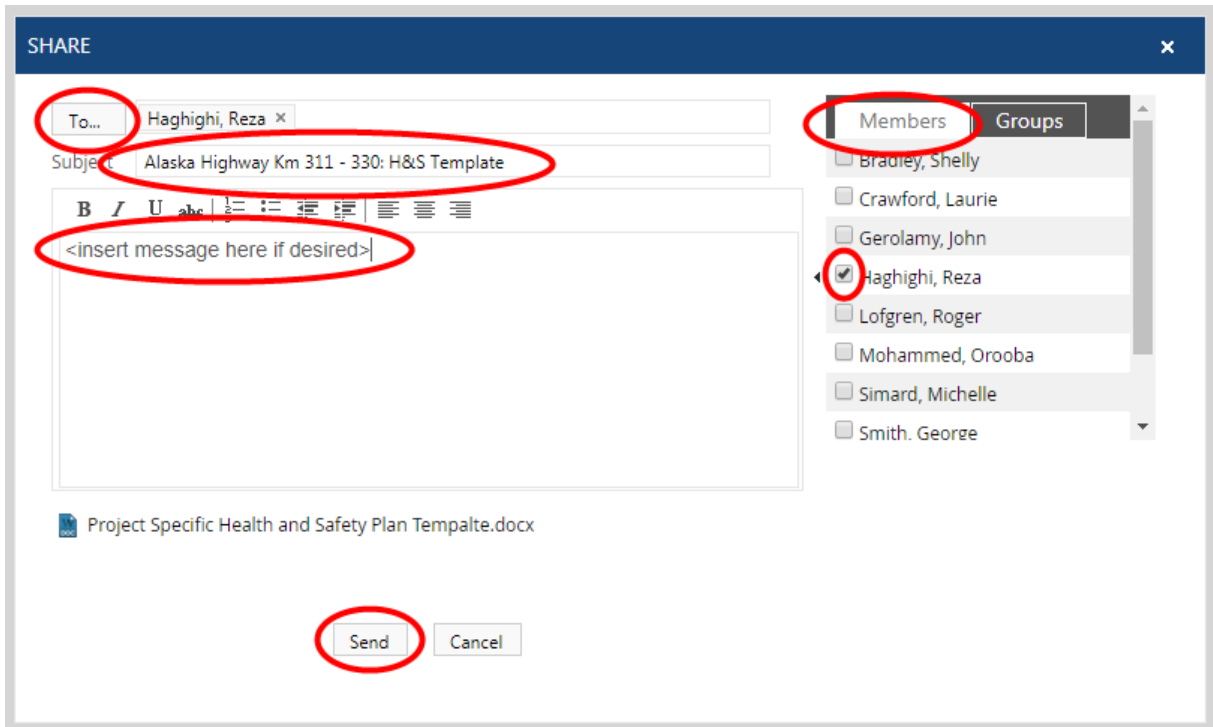 SHARE ×
To... Haghighi, Reza ×
Subject Alaska Highway Km 311 - 330: H&S Template
B I U abc
<insert message here if desired>
Members Groups
Bradley, Shelly
Crawford, Laurie
Gerolamy, John
Haghighi, Reza
Lofgren, Roger
Mohammed, Orooba
Simard, Michelle
Smith, George
Project Specific Health and Safety Plan Tempalte.docx
Send Cancel